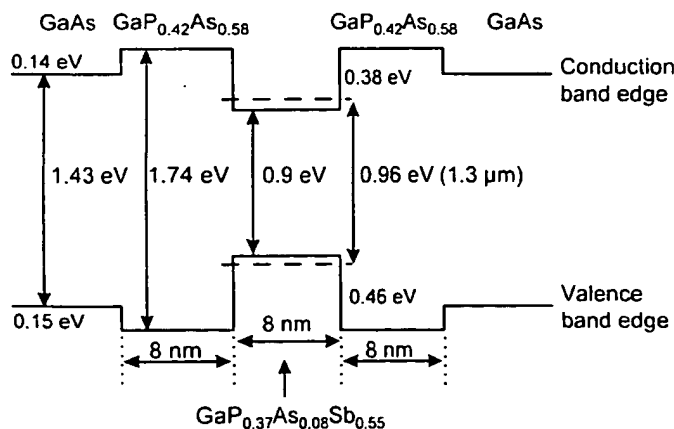 GaAs GaP0.42As0.58 GaP0.42As0.58 GaAs
0.14 eV 0.38 eV Conduction
band edge
1.43 eV 1.74 eV 0.9 eV 0.96 eV (1.3 µm)
0.15 eV 0.46 eV Valence
band edge
8 nm 8 nm 8 nm
GaP0.37As0.08Sb0.55